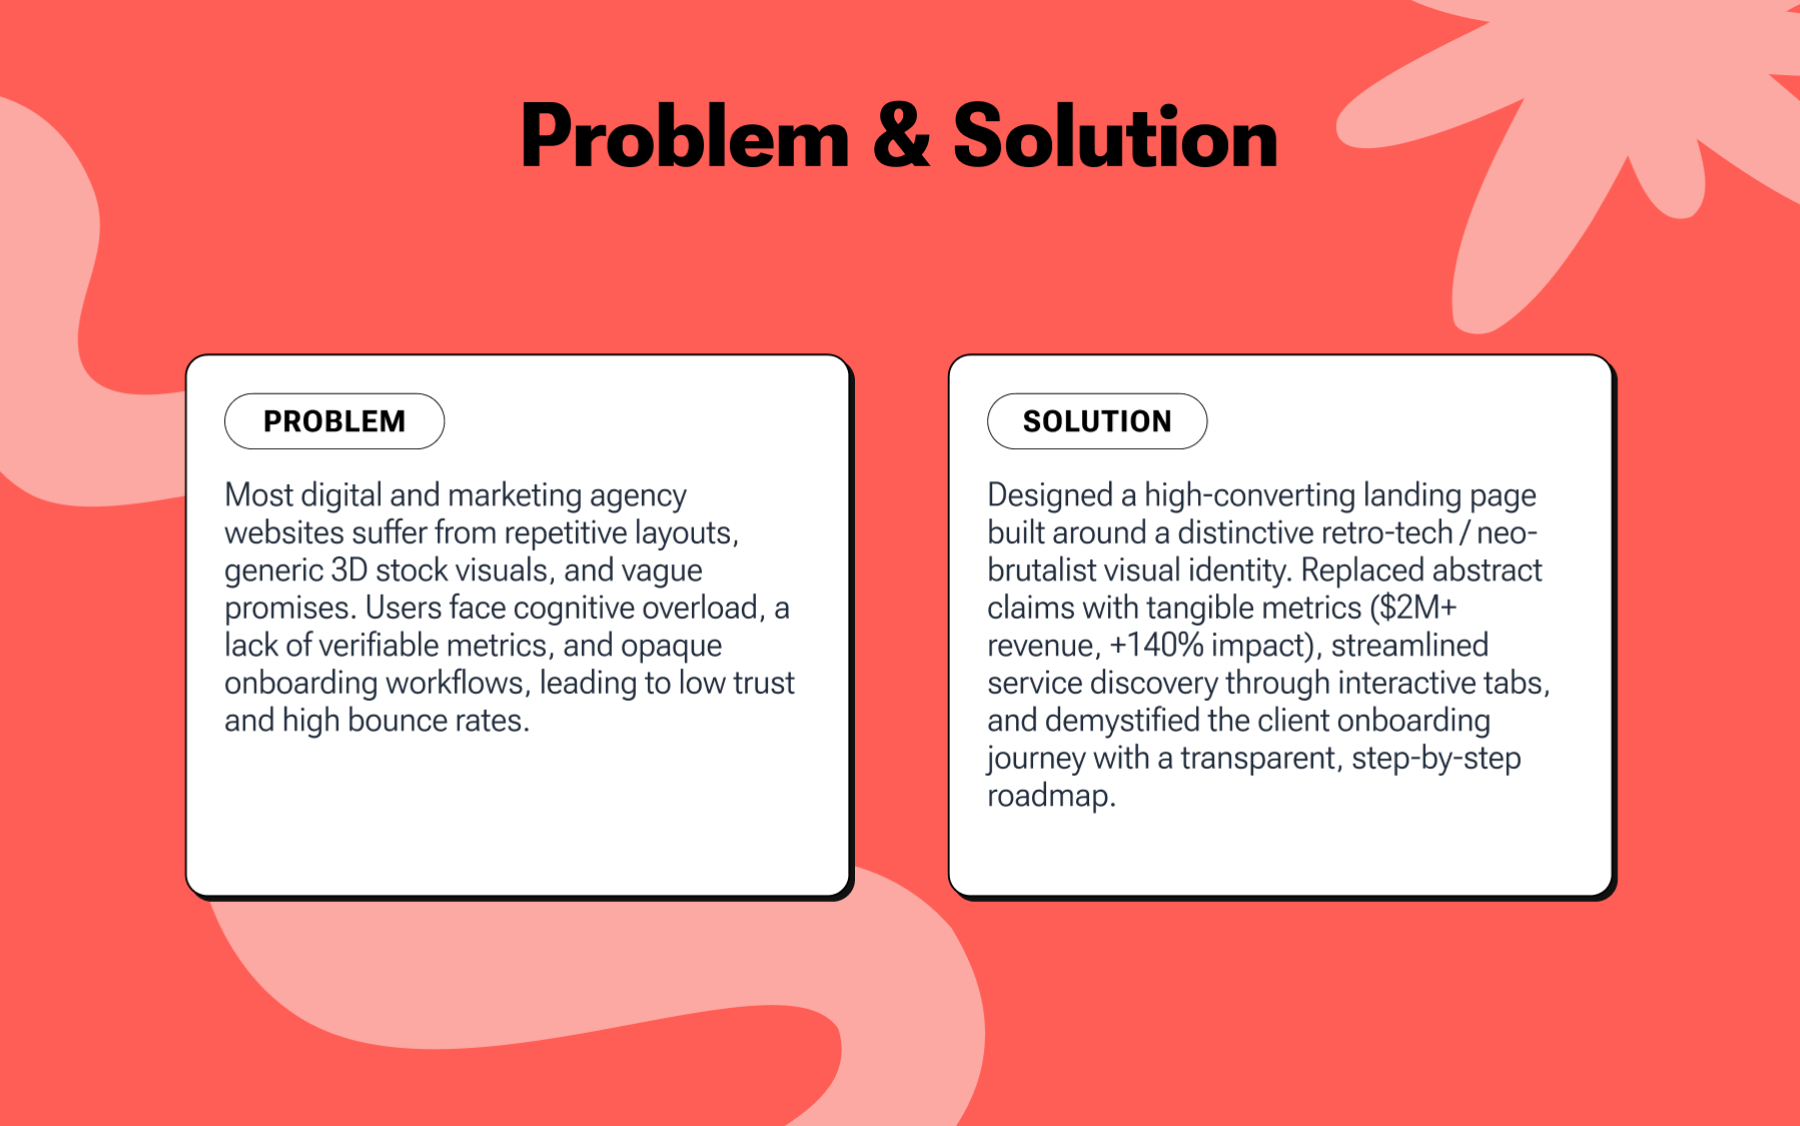 Problem & Solution
PROBLEM
Most digital and marketing agency
websites suffer from repetitive layouts,
generic 3D stock visuals, and vague
promises. Users face cognitive overload, a
lack of verifiable metrics, and opaque
onboarding workflows, leading to low trust
and high bounce rates.
SOLUTION
Designed a high-converting landing page
built around a distinctive retro-tech / neo-
brutalist visual identity. Replaced abstract
claims with tangible metrics ($2M+
revenue, +140% impact), streamlined
service discovery through interactive tabs,
and demystified the client onboarding
journey with a transparent, step-by-step
roadmap.